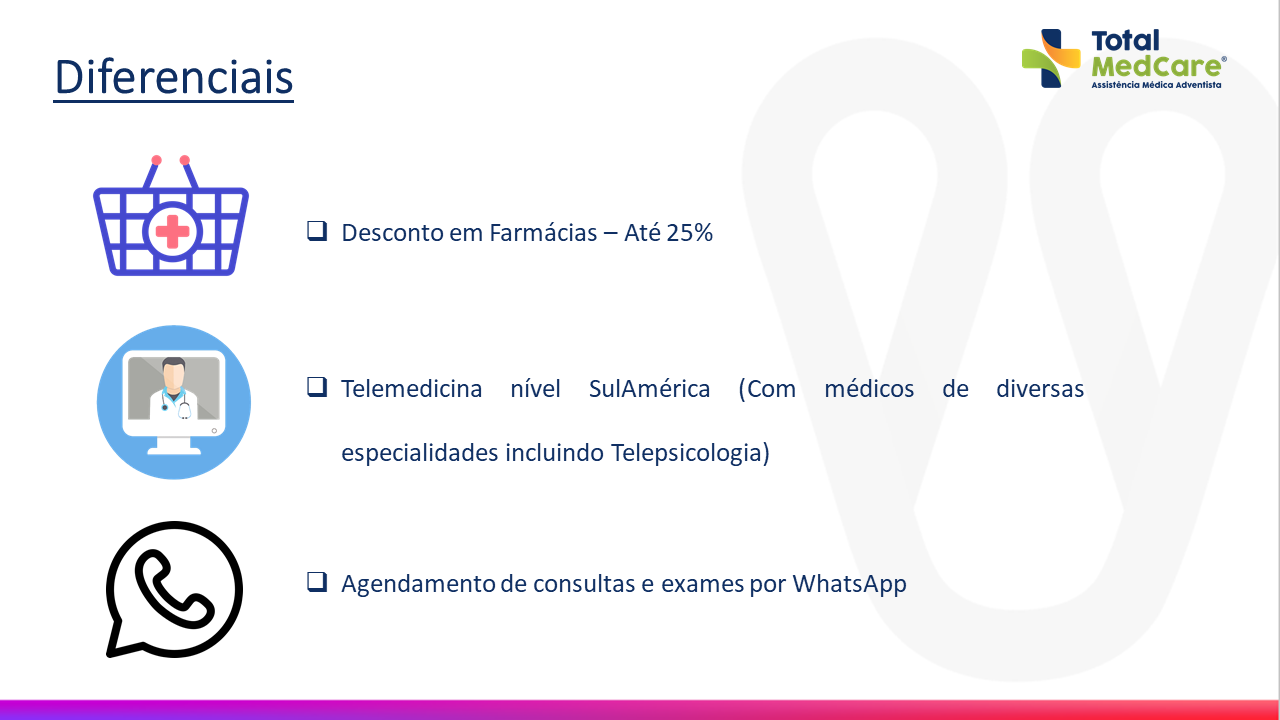 Diferenciais
Total
MedCare®
Assistência Médica Adventista
❑ Desconto em Farmácias – Até 25%
❑ Telemedicina nível SulAmérica (Com médicos de diversas
especialidades incluindo Telepsicologia)
❑ Agendamento de consultas e exames por WhatsApp